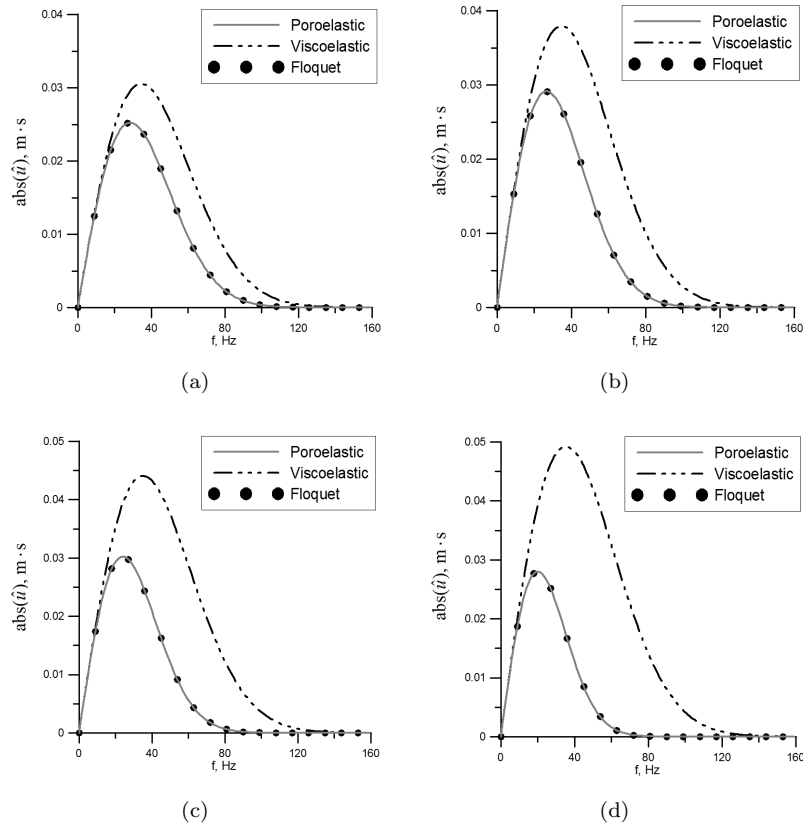 0.04
0.03
0.02
0.01
0
abs(û), m · s
0 40 80 120 160
f, Hz
Poroelastic
Viscoelastic
Floquet
(a)
0.04
0.03
0.02
0.01
0
abs(û), m · s
0 40 80 120 160
f, Hz
Poroelastic
Viscoelastic
Floquet
(b)
0.05
0.04
0.03
0.02
0.01
0
abs(û), m · s
0 40 80 120 160
f, Hz
Poroelastic
Viscoelastic
Floquet
(c)
0.05
0.04
0.03
0.02
0.01
0
abs(û), m · s
0 40 80 120 160
f, Hz
Poroelastic
Viscoelastic
Floquet
(d)